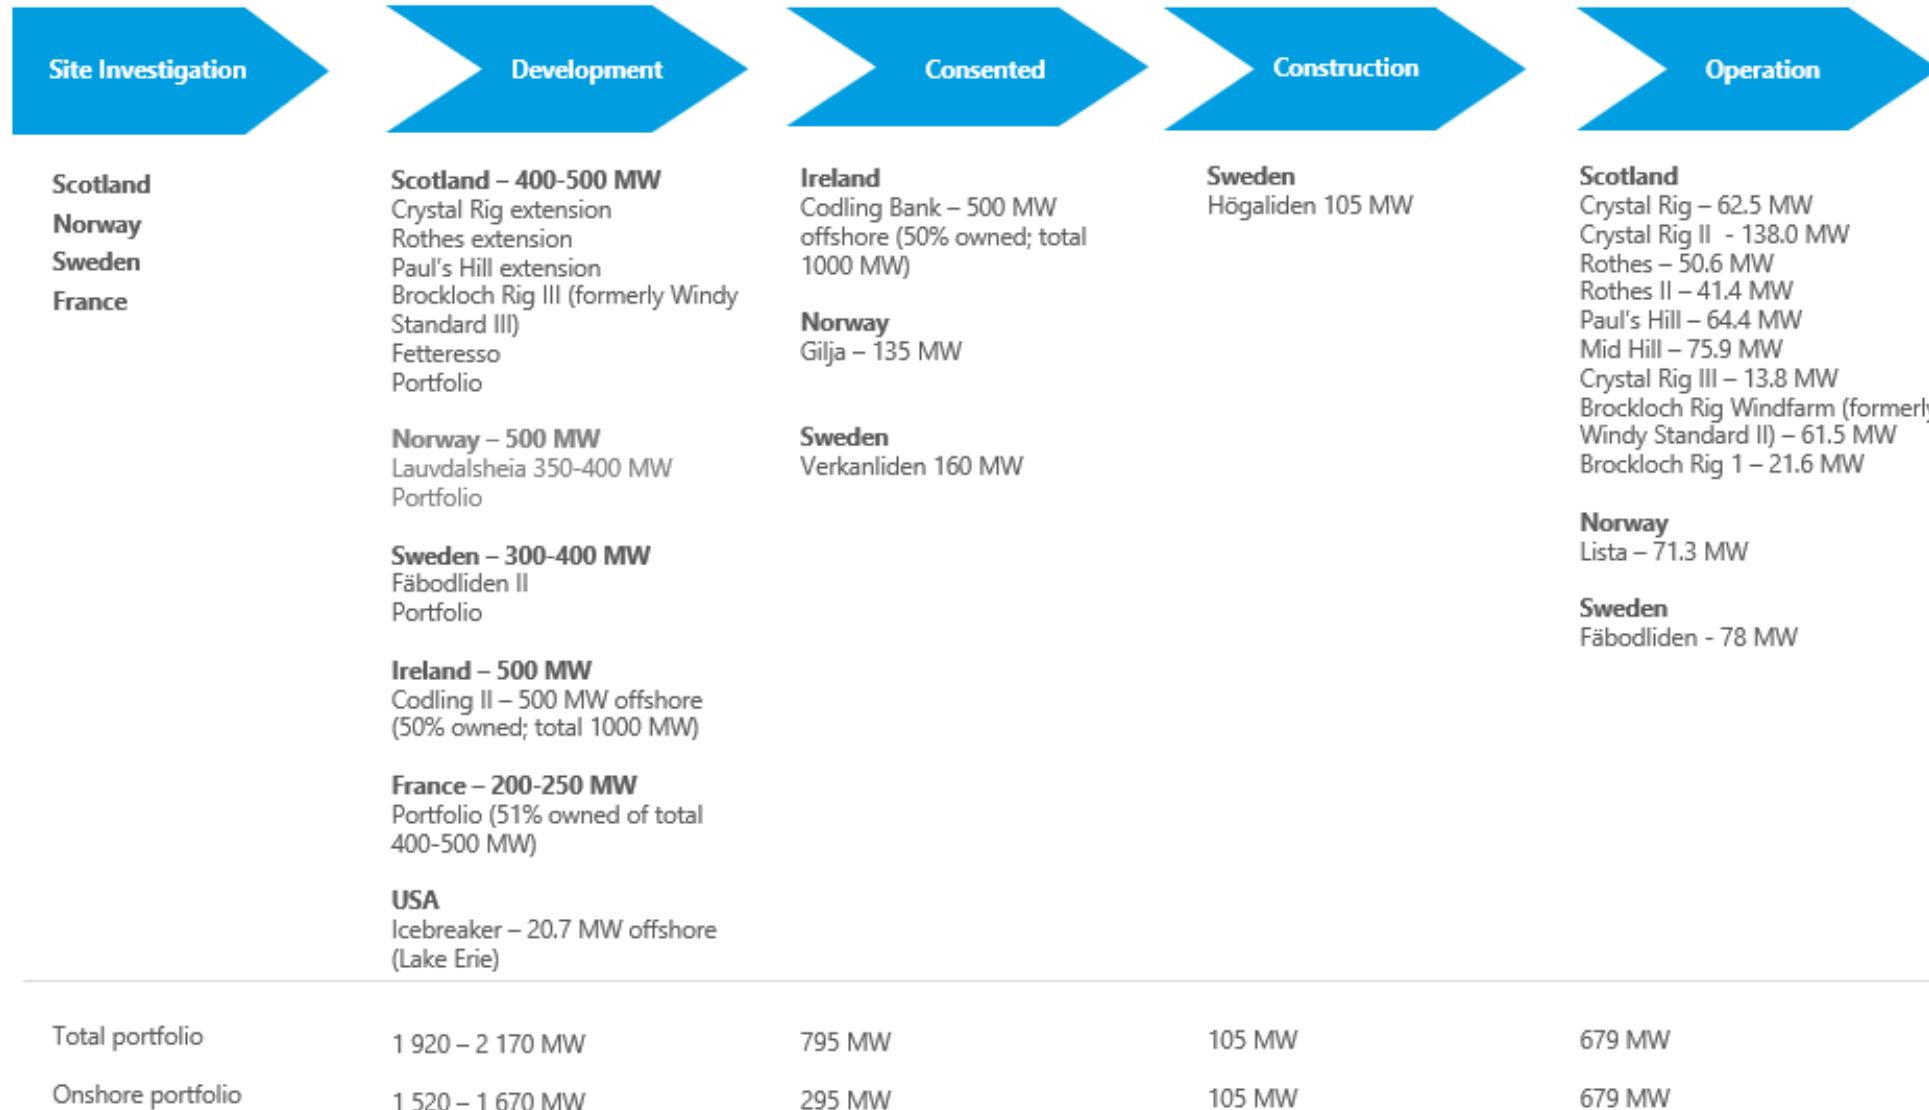 Site Investigation
Development
Consented
Construction
Operation
Scotland
Norway
Sweden
France
Scotland – 400-500 MW
Crystal Rig extension
Rothes extension
Paul's Hill extension
Brockloch Rig III (formerly Windy
Standard III)
Fetteresso
Portfolio
Norway – 500 MW
Lauvdalsheia 350-400 MW
Portfolio
Sweden – 300-400 MW
Fäbodliden II
Portfolio
Ireland – 500 MW
Codling II – 500 MW offshore
(50% owned; total 1000 MW)
France – 200-250 MW
Portfolio (51% owned of total
400-500 MW)
USA
Icebreaker – 20.7 MW offshore
(Lake Erie)
Ireland
Codling Bank – 500 MW
offshore (50% owned; total
1000 MW)
Norway
Gilja – 135 MW
Sweden
Verkanliden 160 MW
Sweden
Högaliden 105 MW
Scotland
Crystal Rig – 62.5 MW
Crystal Rig II - 138.0 MW
Rothes – 50.6 MW
Rothes II – 41.4 MW
Paul's Hill – 64.4 MW
Mid Hill – 75.9 MW
Crystal Rig III – 13.8 MW
Brockloch Rig Windfarm (formerly
Windy Standard II) – 61.5 MW
Brockloch Rig 1 – 21.6 MW
Norway
Lista – 71.3 MW
Sweden
Fäbodliden - 78 MW
Total portfolio
1 920 – 2 170 MW
795 MW
105 MW
679 MW
Onshore portfolio
1 520 – 1 670 MW
295 MW
105 MW
679 MW